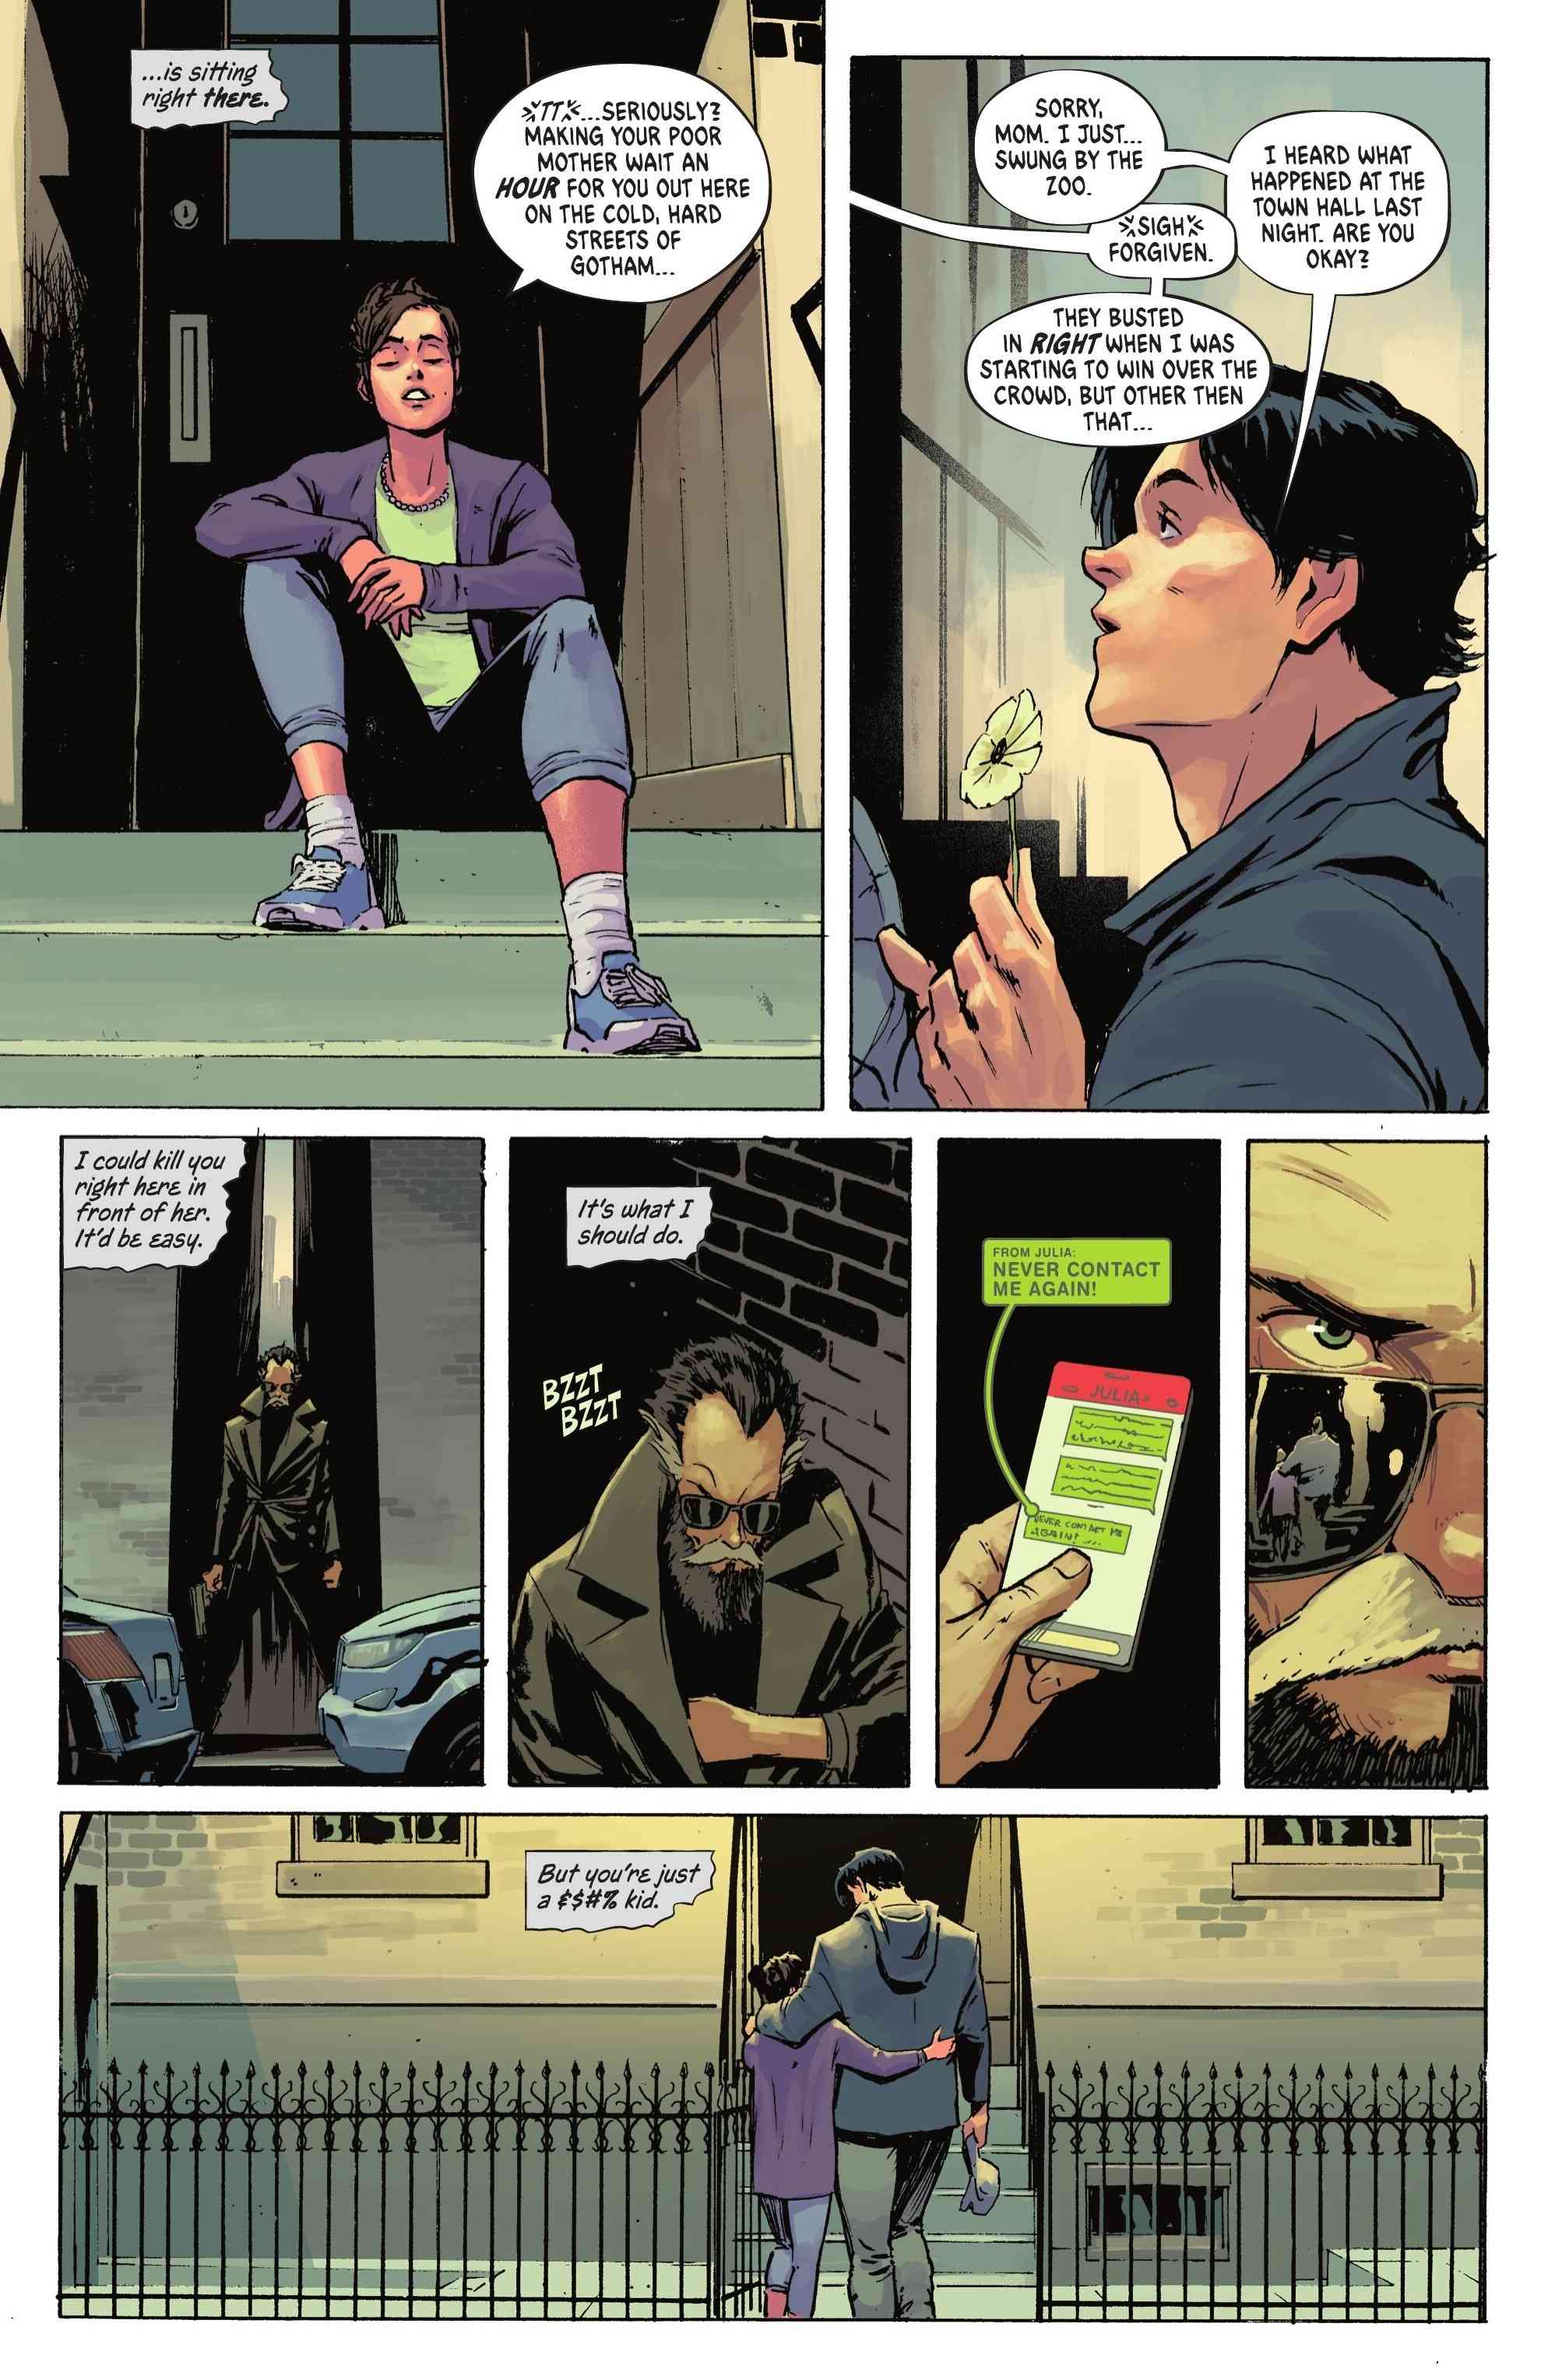 ...is sitting
right there.
TT...SERIOUSLY?
MAKING YOUR POOR
MOTHER WAIT AN
HOUR FOR YOU OUT HERE
ON THE COLD, HARD
STREETS OF
GOTHAM...
SORRY,
MOM. I JUST...
SWUNG BY THE
ZOO.
SIGH
FORGIVEN.
I HEARD WHAT
HAPPENED AT THE
TOWN HALL LAST
NIGHT. ARE YOU
OKAY?
THEY BUSTED
IN RIGHT WHEN I WAS
STARTING TO WIN OVER THE
CROWD, BUT OTHER THEN
THAT...
I could kill you
right here in
front of her.
It'd be easy.
It's what I
should do.
BZZT
BZZT
FROM JULIA:
NEVER CONTACT
ME AGAIN!
JULIA
NEVER CONTACT ME
AGAIN!
But you're just
a &$#% kid.